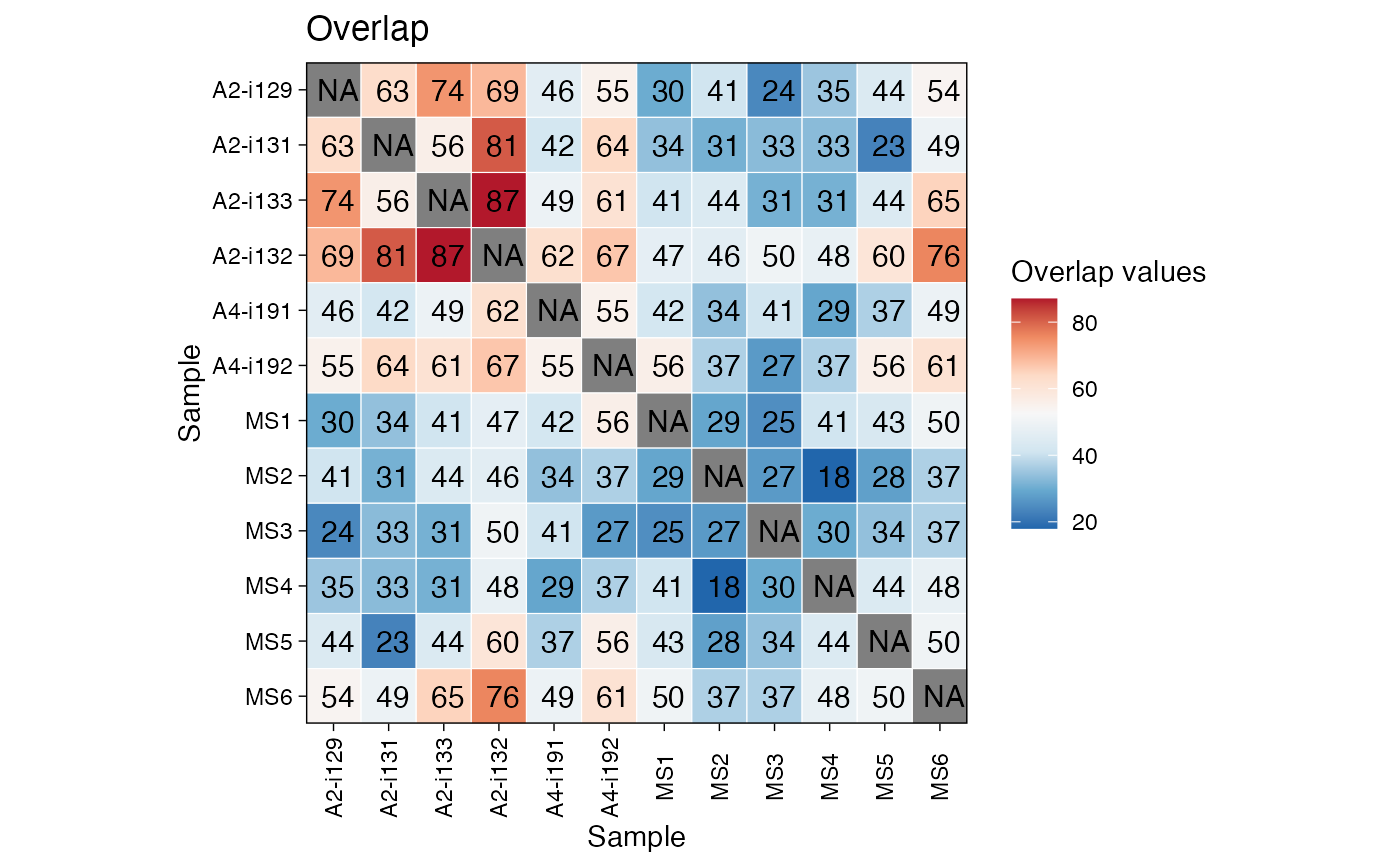 Overlap
A2-i129 NA 63 74 69 46 55 30 41 24 35 44 54
A2-i131 63 NA 56 81 42 64 34 31 33 33 23 49
A2-i133 74 56 NA 87 49 61 41 44 31 31 44 65
A2-i132 69 81 87 NA 62 67 47 46 50 48 60 76
A4-i191 46 42 49 62 NA 55 42 34 41 29 37 49
A4-i192 55 64 61 67 55 NA 56 37 27 37 56 61
MS1 30 34 41 47 42 56 NA 29 25 41 43 50
MS2 41 31 44 46 34 37 29 NA 27 18 28 37
MS3 24 33 31 50 41 27 25 27 NA 30 34 37
MS4 35 33 31 48 29 37 41 18 30 NA 44 48
MS5 44 23 44 60 37 56 43 28 34 44 NA 50
MS6 54 49 65 76 49 61 50 37 37 48 50 NA
A2-i129 A2-i131 A2-i133 A2-i132 A4-i191 A4-i192 MS1 MS2 MS3 MS4 MS5 MS6
Sample
Sample
Overlap values
80
60
40
20